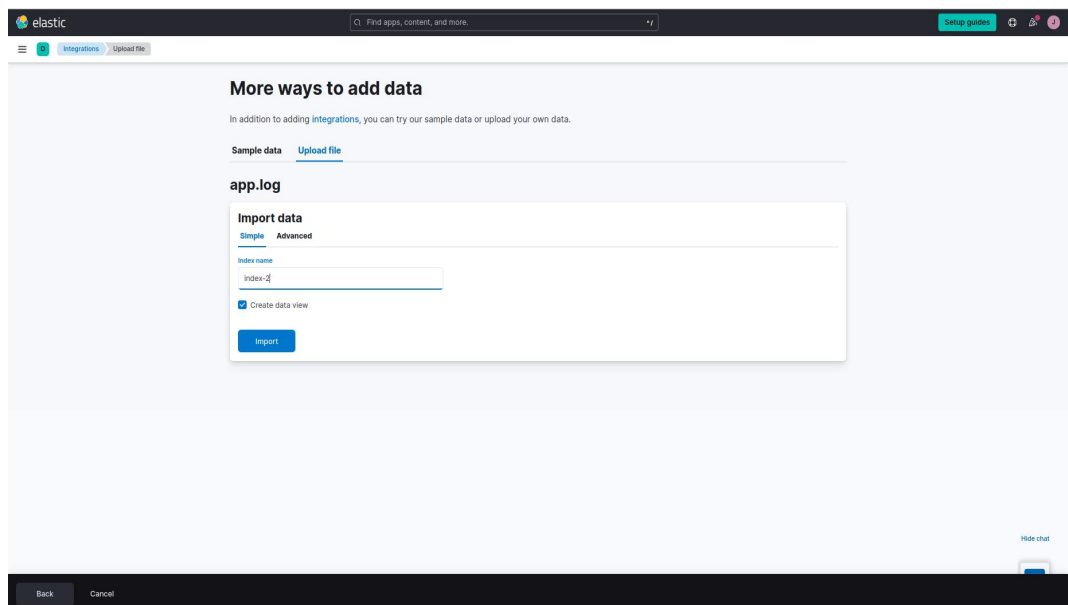 elastic
Find apps, content, and more.
Setup guides
J
D
Integrations
Upload file
More ways to add data
In addition to adding integrations, you can try our sample data or upload your own data.
Sample data Upload file
app.log
Import data
Simple Advanced
Index name
index-2
Create data view
Import
Hide chat
Back Cancel